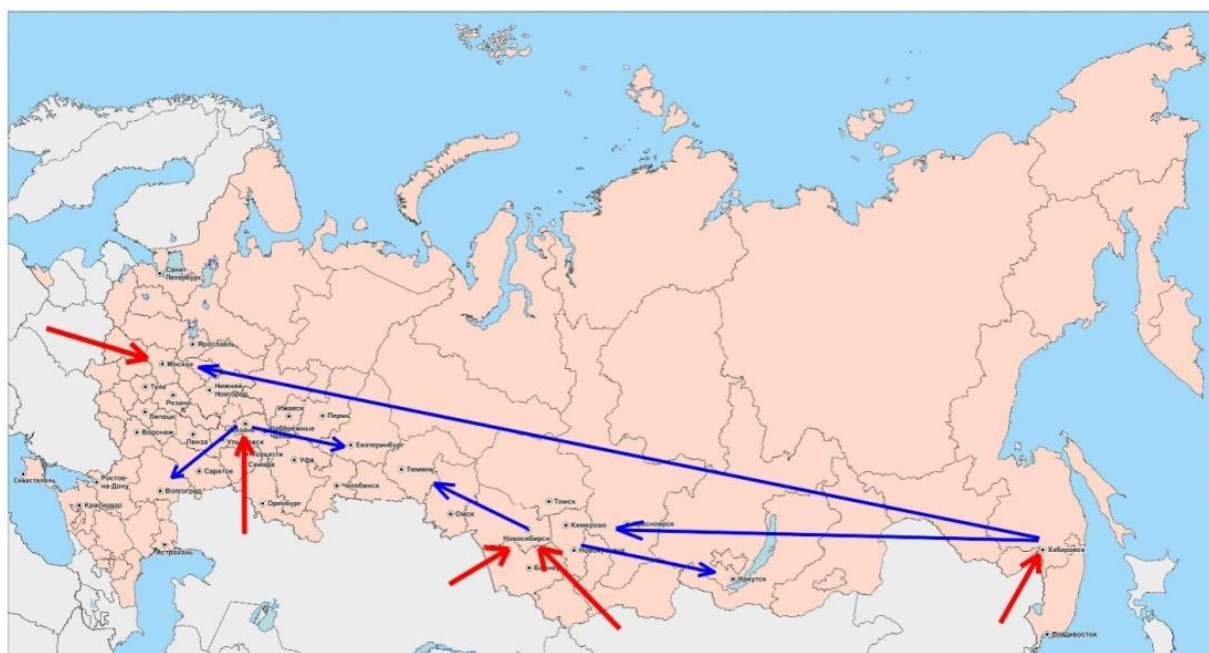 Санкт-
Петербург
Ярославль
Москва
Нижний
Новгород
Тула
Рязань
Липецк
Ижевск
Пермь
Воронеж
Пенза
Казань
Набережные
Ульяновск
Екатеринбург
Тольятти
Самара
Уфа
Тюмень
Саратов
Челябинск
Севастополь
Ростов-
на-Дону
Волгоград
Краснодар
Оренбург
Астрахань
Омск
Томск
Кемерово
Красноярск
Новосибирск
Новокузнецк
Барнаул
Иркутск
Хабаровск
Владивосток